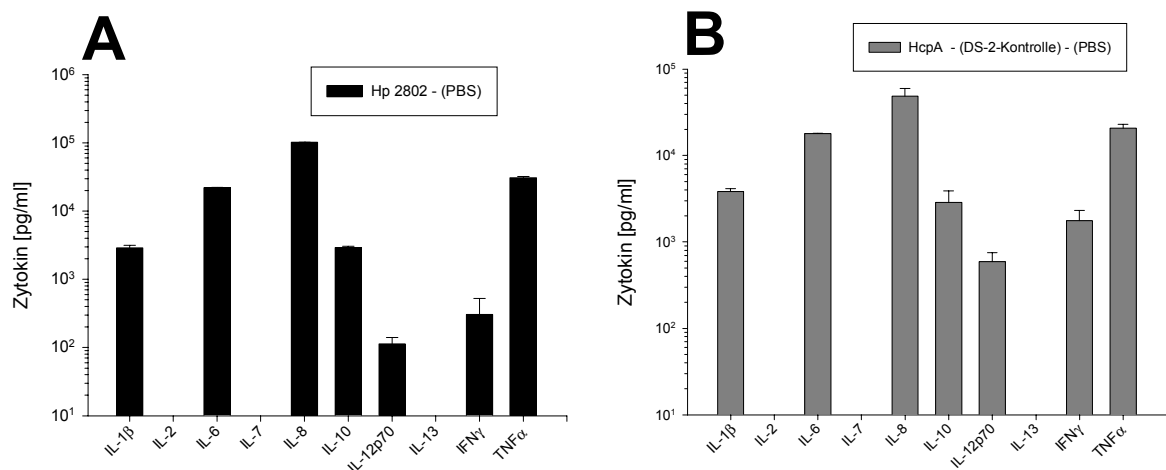 A
Hp 2802 - (PBS)
Zytokin [pg/ml]
10⁶
10⁵
10⁴
10³
10²
10¹
IL-1β
IL-2
IL-6
IL-7
IL-8
IL-10
IL-12p70
IL-13
IFNγ
TNFα
B
HcpA - (DS-2-Kontrolle) - (PBS)
Zytokin [pg/ml]
10⁵
10⁴
10³
10²
10¹
IL-1β
IL-2
IL-6
IL-7
IL-8
IL-10
IL-12p70
IL-13
IFNγ
TNFα